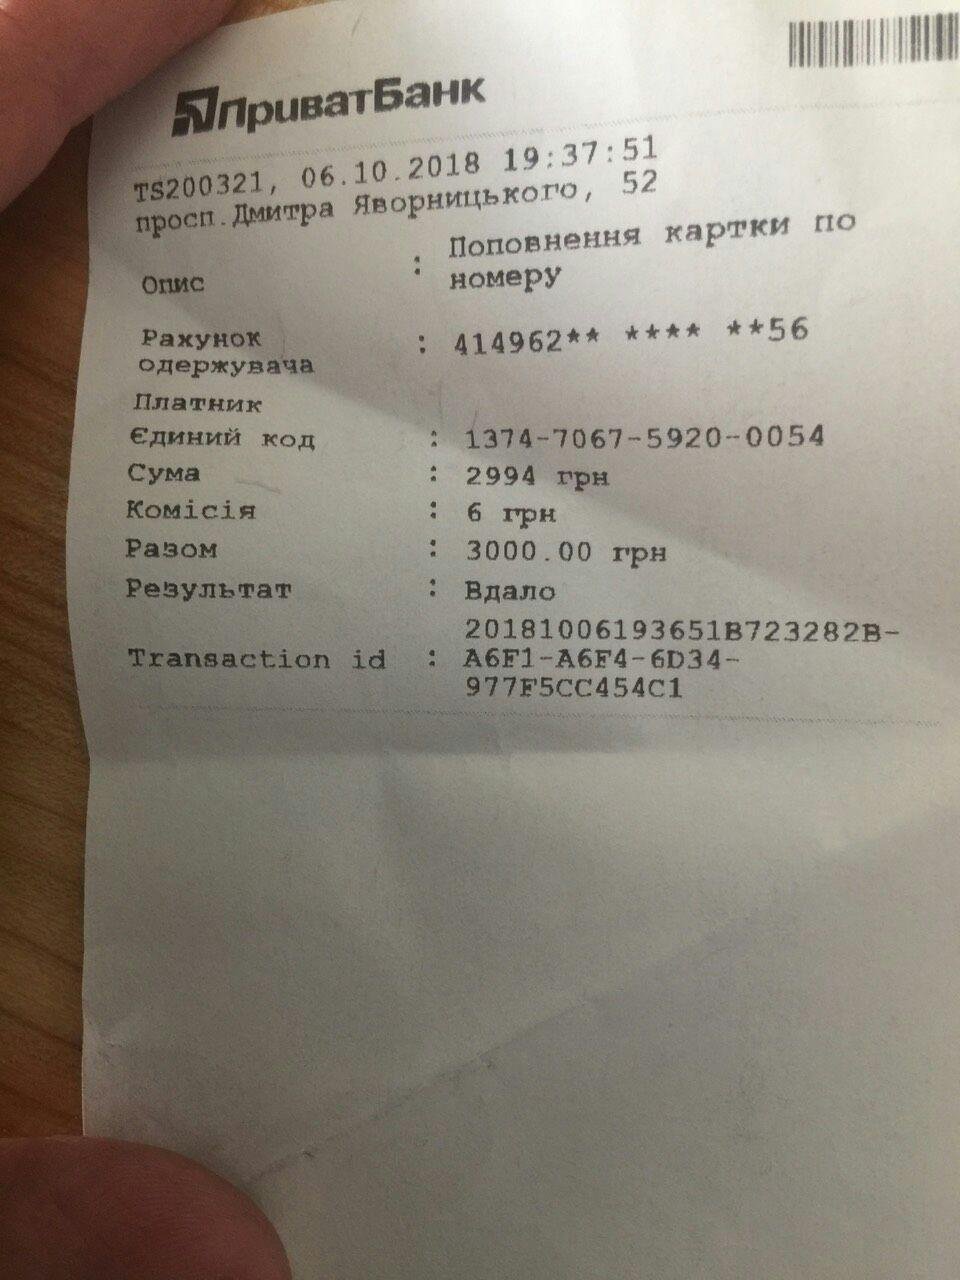 ПриватБанк
TS200321, 06.10.2018 19:37:51
просп.Дмитра Яворницького, 52
Опис : Поповнення картки по
номеру
Рахунок
одержувача : 414962** **** **56
Платник
Єдиний код : 1374-7067-5920-0054
Сума : 2994 грн
Комісія : 6 грн
Разом : 3000.00 грн
Результат : Вдало
Transaction id : 20181006193651B723282B-
A6F1-A6F4-6D34-
977F5CC454C1